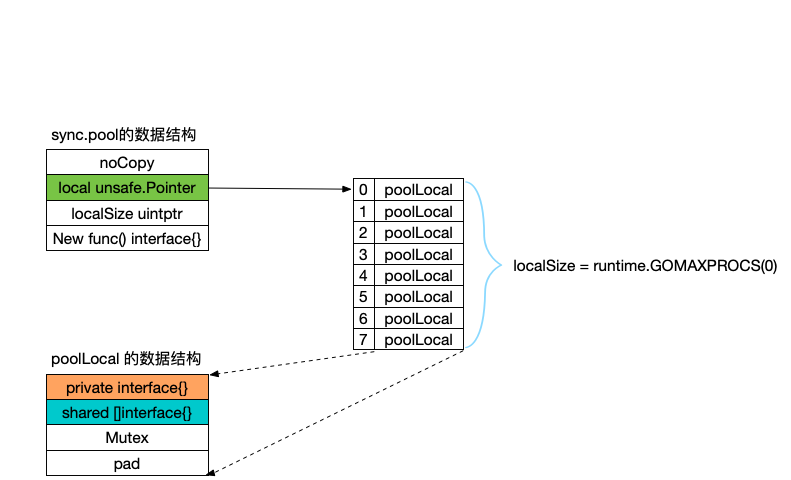 sync.pool的数据结构
noCopy
local unsafe.Pointer
localSize uintptr
New func() interface{}
0 poolLocal
1 poolLocal
2 poolLocal
3 poolLocal
4 poolLocal
5 poolLocal
6 poolLocal
7 poolLocal
localSize = runtime.GOMAXPROCS(0)
poolLocal 的数据结构
private interface{}
shared []interface{}
Mutex
pad